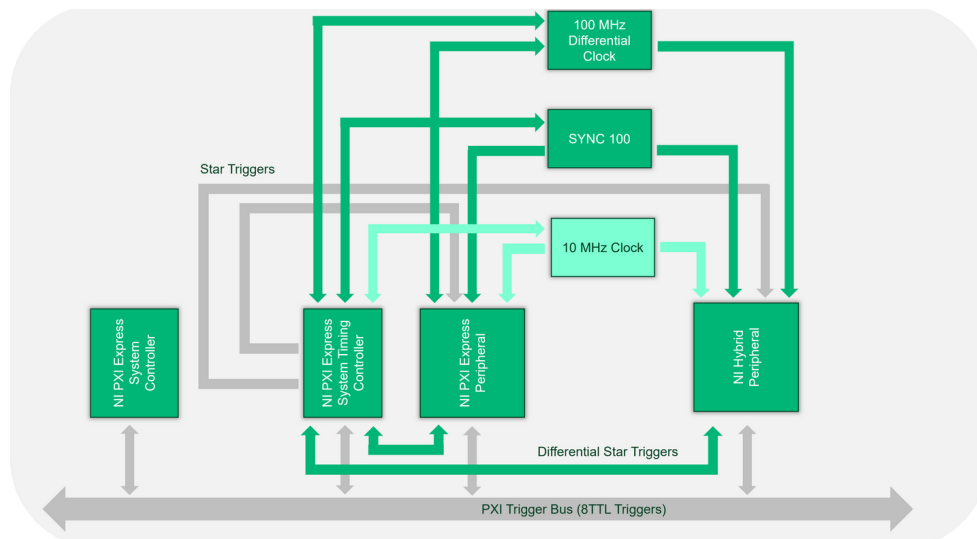 100 MHz
Differential
Clock
SYNC 100
Star Triggers
10 MHz Clock
NI PXI Express
System
Controller
NI PXI Express
System Timing
Controller
NI PXI Express
Peripheral
NI Hybrid
Peripheral
Differential Star Triggers
PXI Trigger Bus (8TTL Triggers)